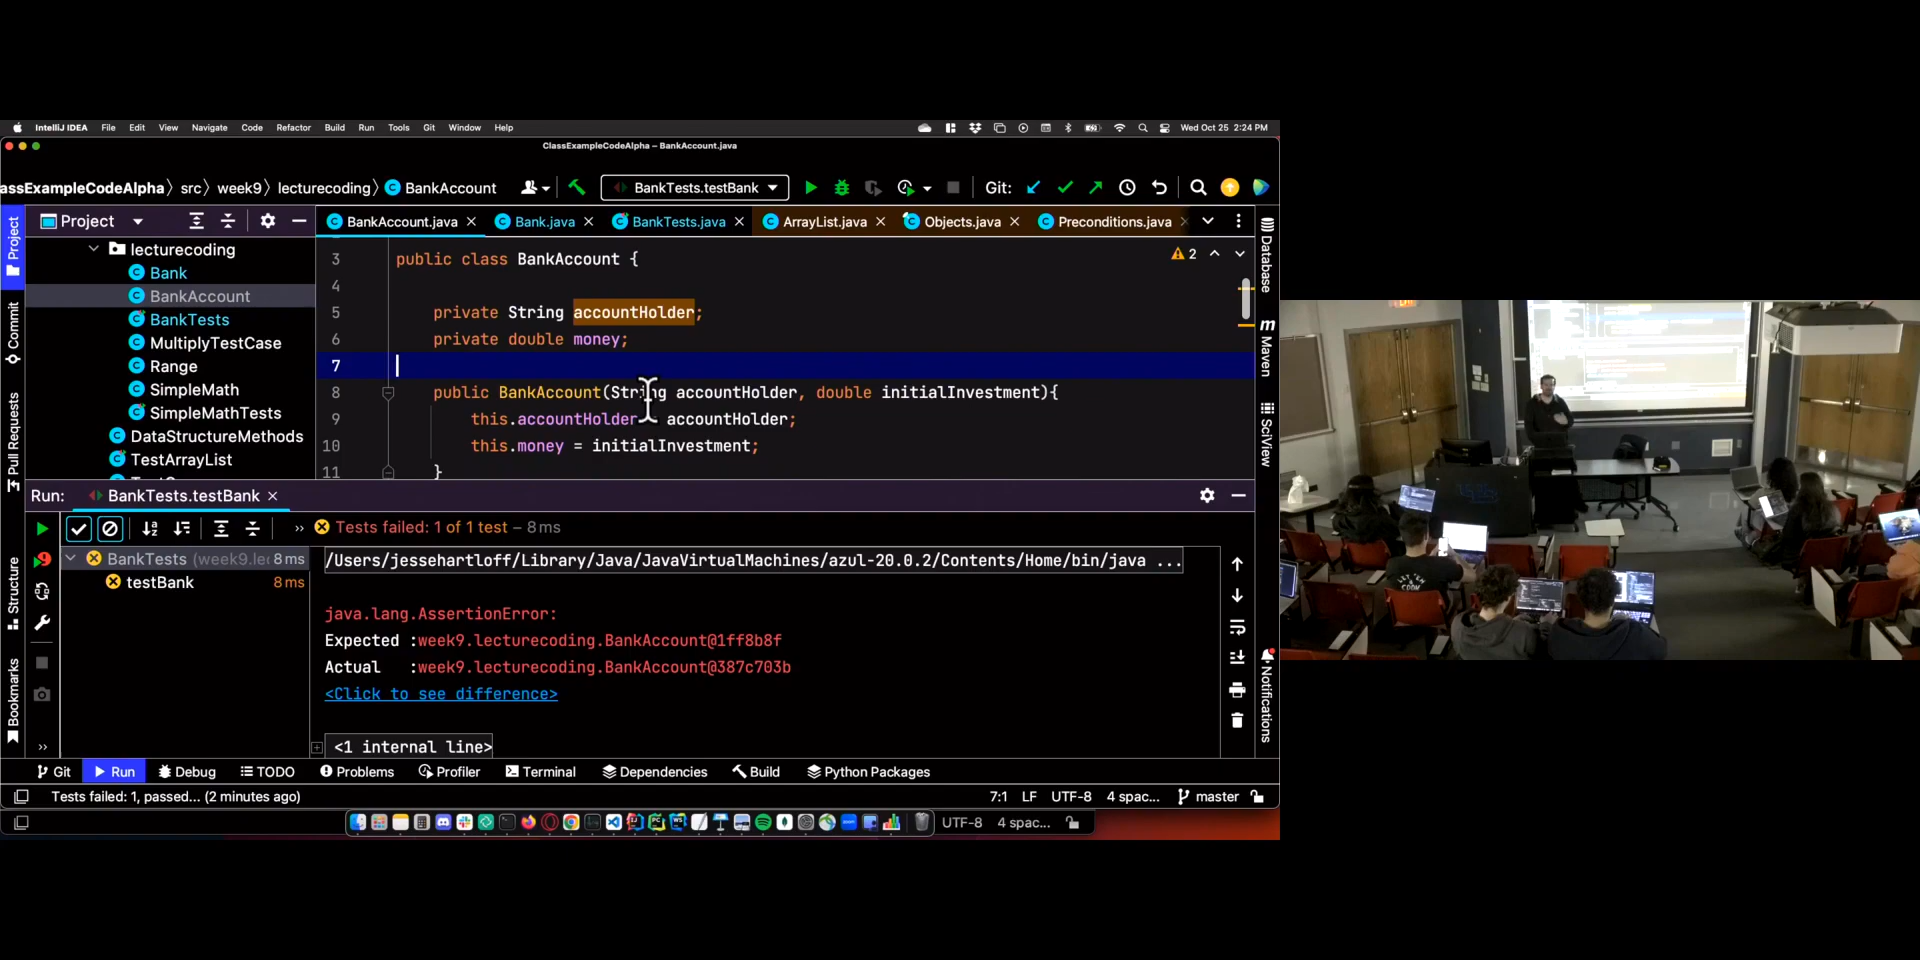 IntelliJ IDEA File Edit View Navigate Code Refactor Build Run Tools Git Window Help Wed Oct 25 2:24 PM
ClassExampleCodeAlpha – BankAccount.java
assExampleCodeAlpha src week9 lecturecoding BankAccount BankTests.testBank Git:
Project BankAccount.java Bank.java BankTests.java ArrayList.java Objects.java Preconditions.java
Project
Commit
Pull Requests
Structure
Bookmarks
lecturecoding
Bank
BankAccount
BankTests
MultiplyTestCase
Range
SimpleMath
SimpleMathTests
DataStructureMethods
TestArrayList
3 public class BankAccount {
4
5 private String accountHolder;
6 private double money;
7
8 public BankAccount(String accountHolder, double initialInvestment){
9 this.accountHolder accountHolder;
10 this.money = initialInvestment;
11 }
2
Database
Maven
SciView
Notifications
Run: BankTests.testBank
Tests failed: 1 of 1 test – 8 ms
BankTests (week9.le 8 ms
testBank 8 ms
/Users/jessehartloff/Library/Java/JavaVirtualMachines/azul-20.0.2/Contents/Home/bin/java ...
java.lang.AssertionError:
Expected :week9.lecturecoding.BankAccount@1ff8b8f
Actual :week9.lecturecoding.BankAccount@387c703b
<Click to see difference>
<1 internal line>
Git Run Debug TODO Problems Profiler Terminal Dependencies Build Python Packages
Tests failed: 1, passed... (2 minutes ago) 7:1 LF UTF-8 4 spac... master
UTF-8 4 spac...